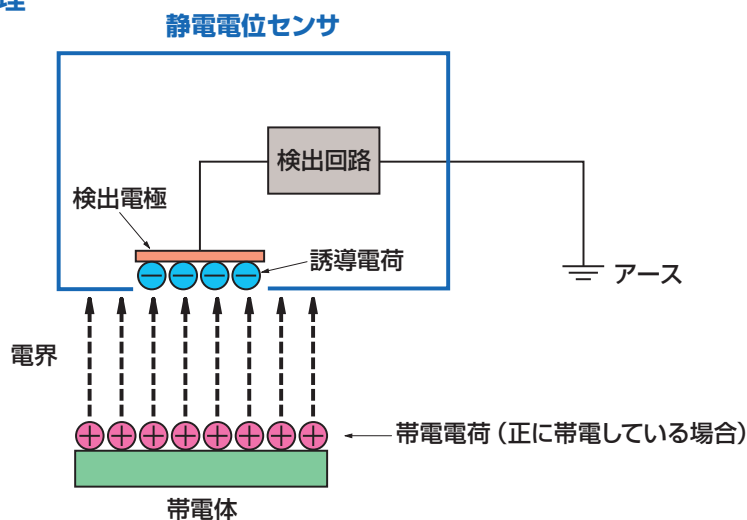 理
静電電位センサ
検出回路
検出電極
誘導電荷
アース
電界
帯電電荷（正に帯電している場合）
帯電体